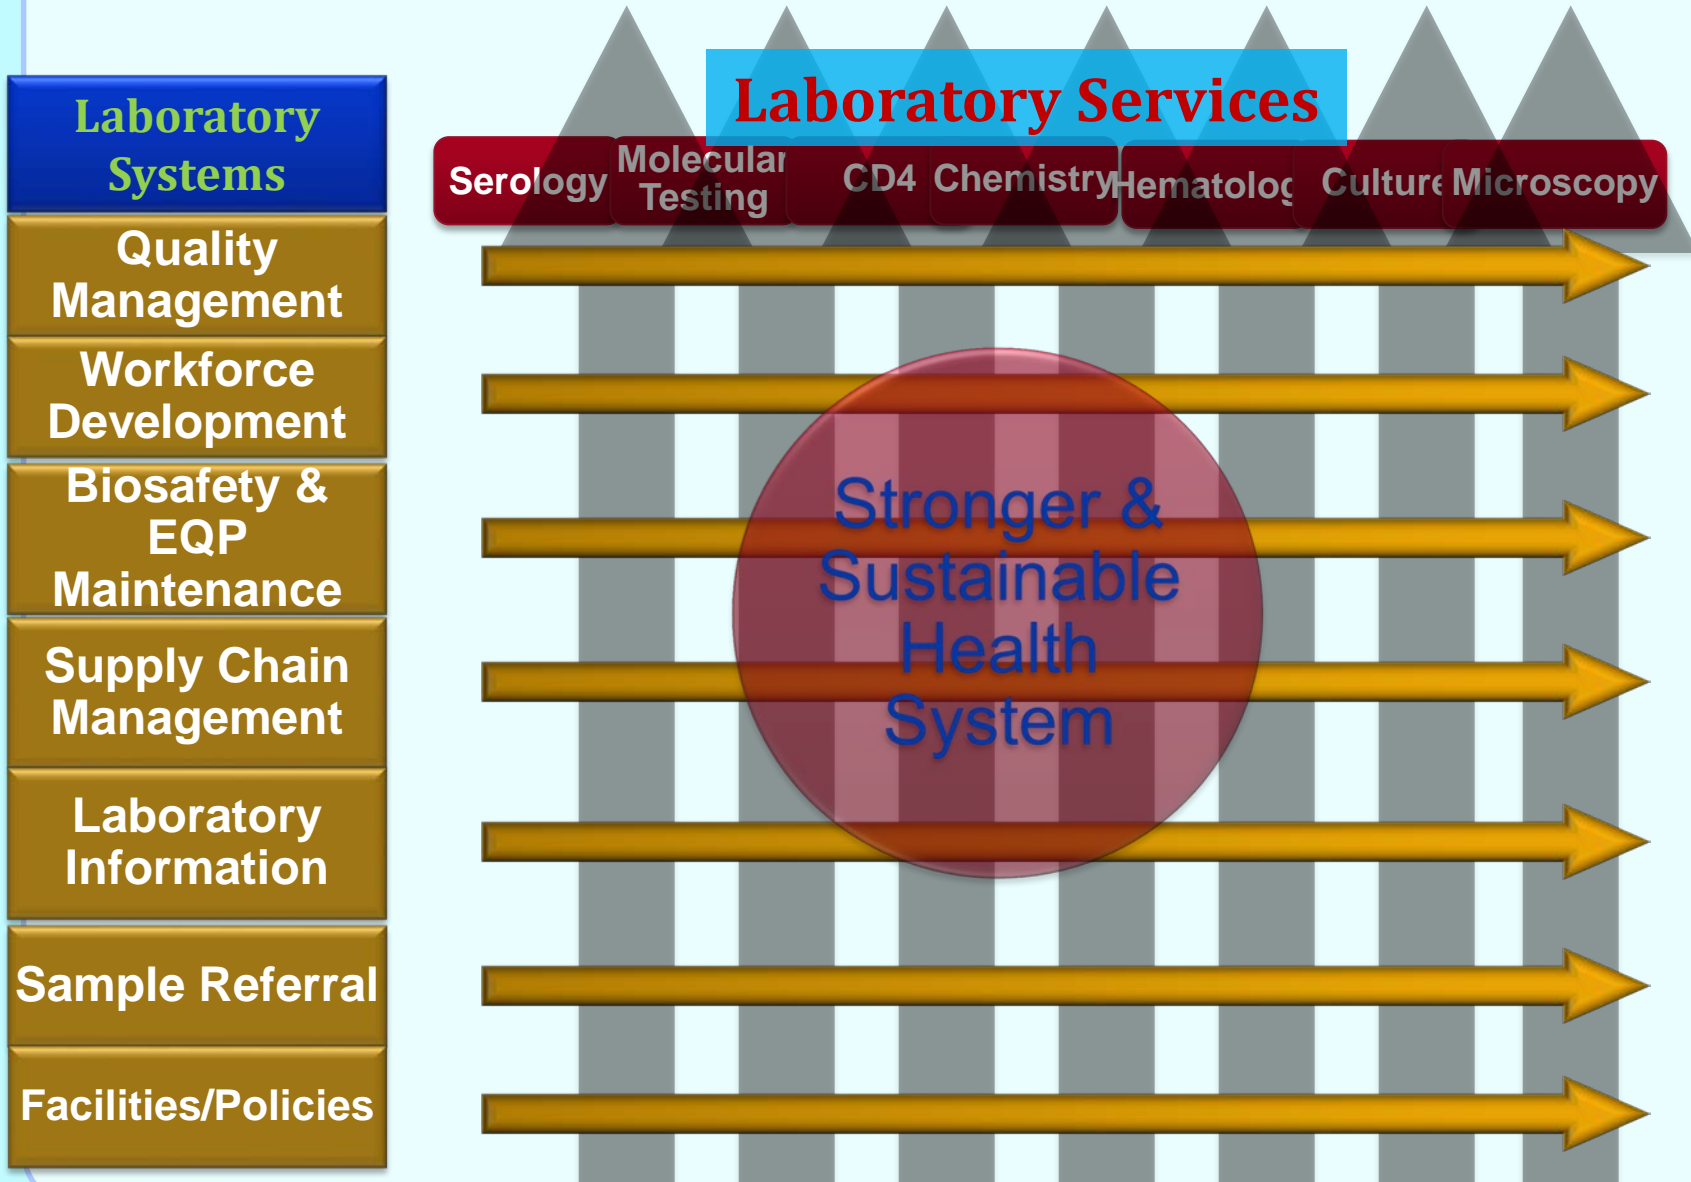 Laboratory Services
Laboratory
Systems
Serology
Molecular
Testing
CD4
Chemistry
Hematolog
Culture
Microscopy
Quality
Management
Workforce
Development
Biosafety &
EQP
Maintenance
Supply Chain
Management
Laboratory
Information
Sample Referral
Facilities/Policies
Stronger &
Sustainable
Health
System